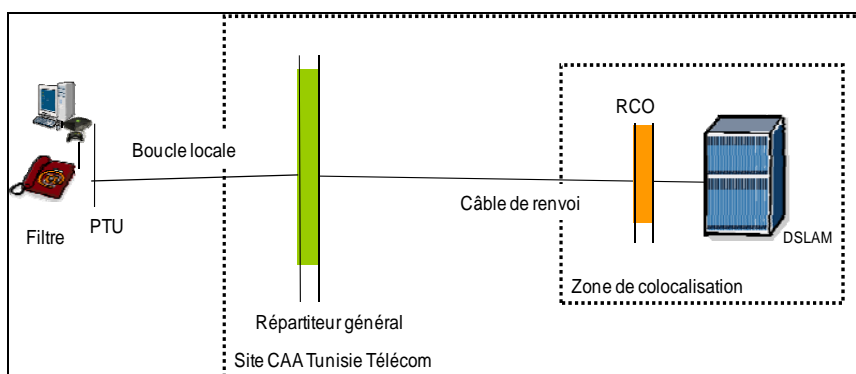 RCO
Boucle locale
Câble de renvoi
Filtre
PTU
DSLAM
Zone de colocalisation
Répartiteur général
Site CAA Tunisie Télécom